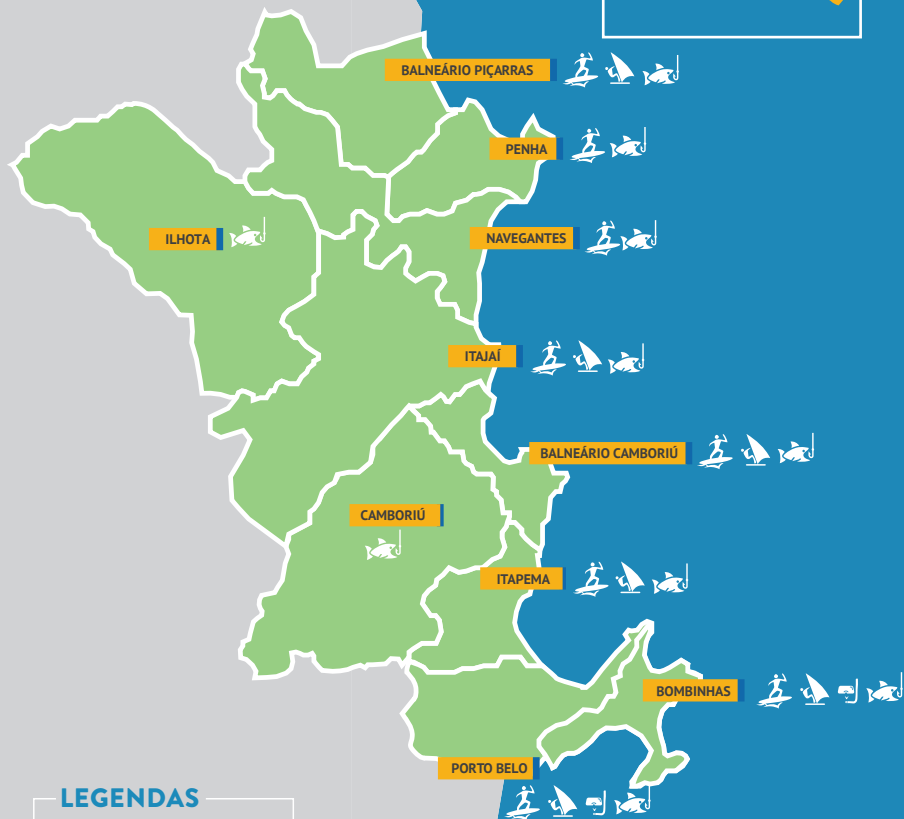 BALNEÁRIO PIÇARRAS
PENHA
ILHOTA
NAVEGANTES
ITAJAÍ
BALNEÁRIO CAMBORIÚ
CAMBORIÚ
ITAPEMA
BOMBINHAS
PORTO BELO
LEGENDAS